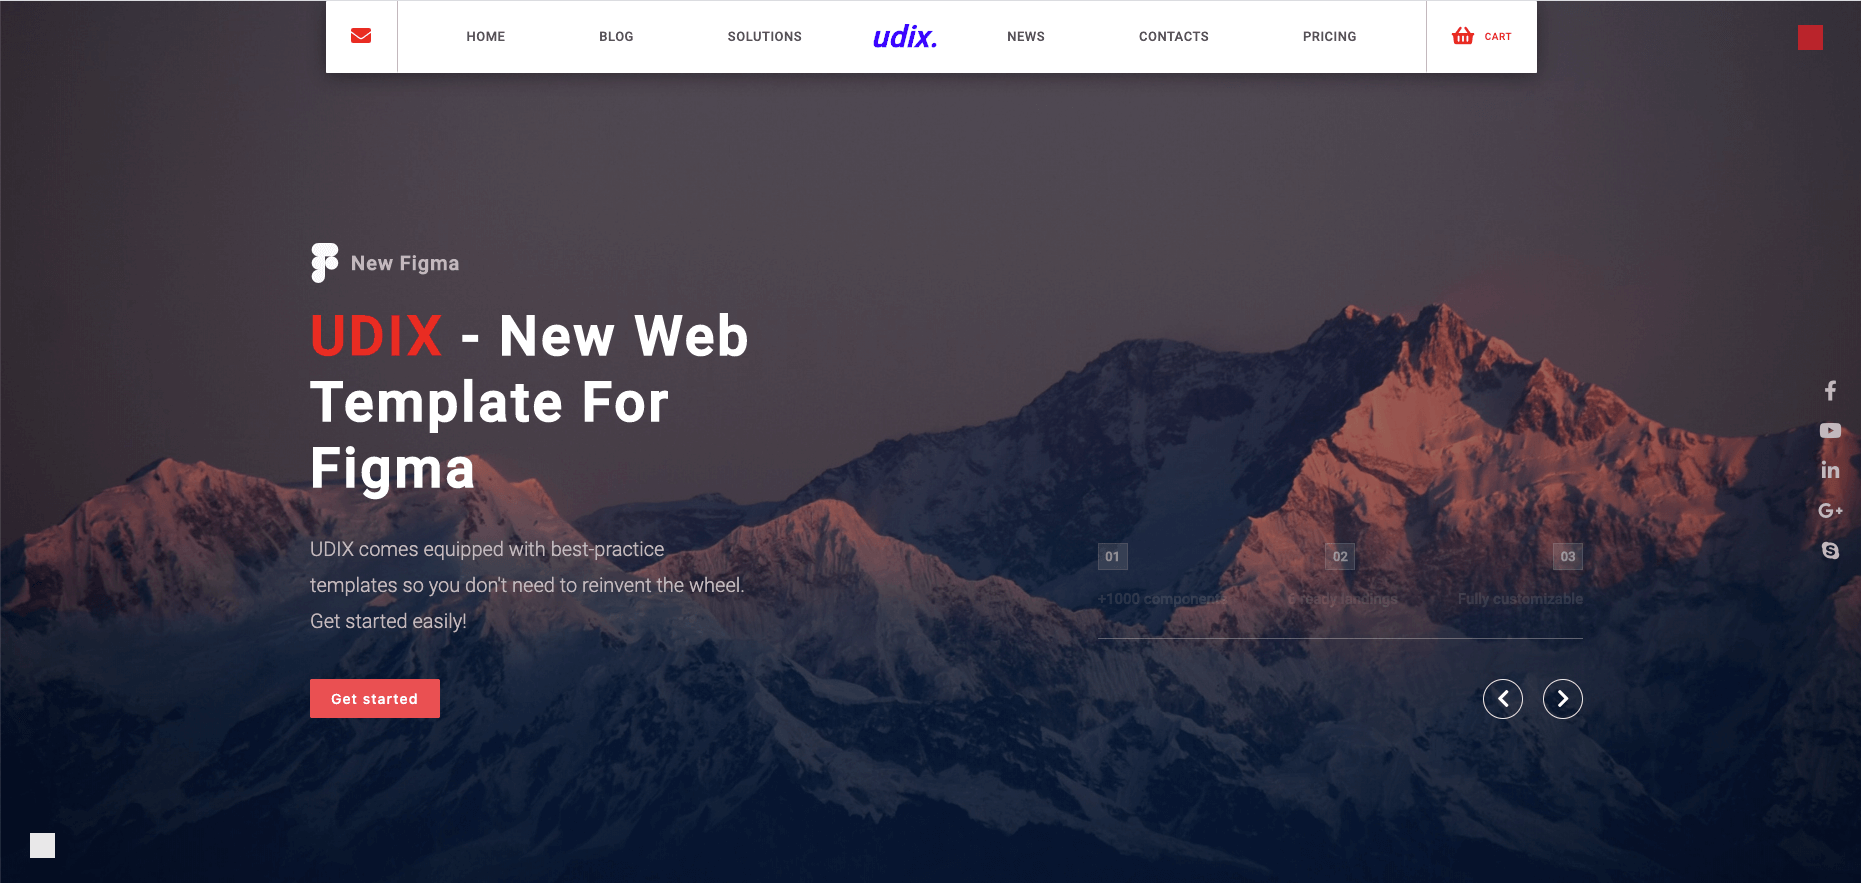 HOME
BLOG
SOLUTIONS
udix.
NEWS
CONTACTS
PRICING
CART
New Figma
UDIX - New Web
Template For
Figma
UDIX comes equipped with best-practice
templates so you don't need to reinvent the wheel.
Get started easily!
Get started
01
02
03
+1000 components
6 ready landings
Fully customizable